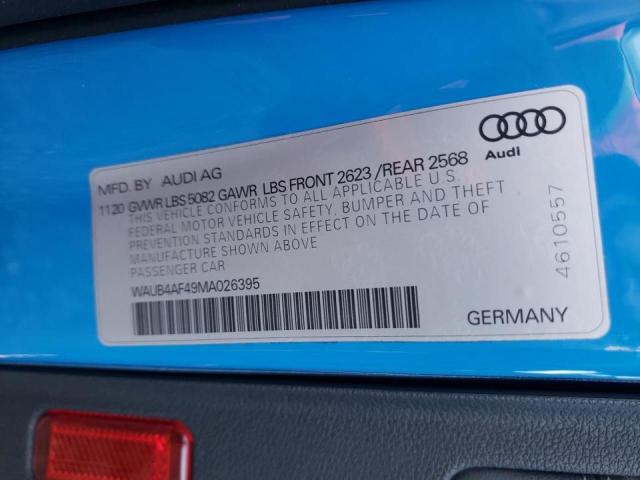 MFD. BY AUDI AG
1120 GVWR LBS 5082 GAWR LBS FRONT 2623 /REAR 2568
THIS VEHICLE CONFORMS TO ALL APPLICABLE U.S.
FEDERAL MOTOR VEHICLE SAFETY, BUMPER AND THEFT
PREVENTION STANDARDS IN EFFECT ON THE DATE OF
MANUFACTURE SHOWN ABOVE
PASSENGER CAR
WAUB4AF49MA026395
Audi
4610557
GERMANY